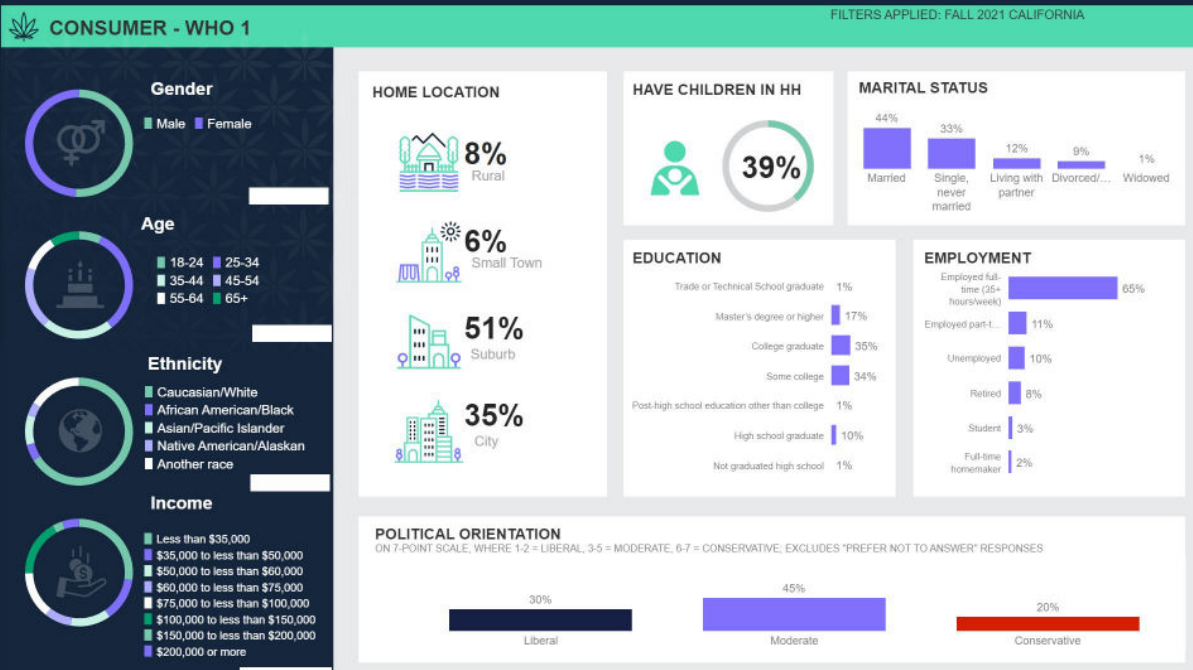 CONSUMER - WHO 1
FILTERS APPLIED: FALL 2021 CALIFORNIA
Gender
Male Female
Age
18-24 25-34
35-44 45-54
55-64 65+
Ethnicity
Caucasian/White
African American/Black
Asian/Pacific Islander
Native American/Alaskan
Another race
Income
Less than $35,000
$35,000 to less than $50,000
$50,000 to less than $60,000
$60,000 to less than $75,000
$75,000 to less than $100,000
$100,000 to less than $150,000
$150,000 to less than $200,000
$200,000 or more
HOME LOCATION
8%
Rural
6%
Small Town
51%
Suburb
35%
City
HAVE CHILDREN IN HH
39%
MARITAL STATUS
44%
33%
12%
9%
1%
Married
Single, never married
Living with partner
Divorced/...
Widowed
EDUCATION
Trade or Technical School graduate 1%
Master's degree or higher 17%
College graduate 35%
Some college 34%
Post-high school education other than college 1%
High school graduate 10%
Not graduated high school 1%
EMPLOYMENT
Employed full-
time (35+
hours/week)
65%
Employed part-t... 11%
Unemployed 10%
Retired 8%
Student 3%
Full-time
homemaker
2%
POLITICAL ORIENTATION
ON 7-POINT SCALE, WHERE 1-2 = LIBERAL, 3-5 = MODERATE, 6-7 = CONSERVATIVE; EXCLUDES "PREFER NOT TO ANSWER" RESPONSES
30%
45%
20%
Liberal
Moderate
Conservative